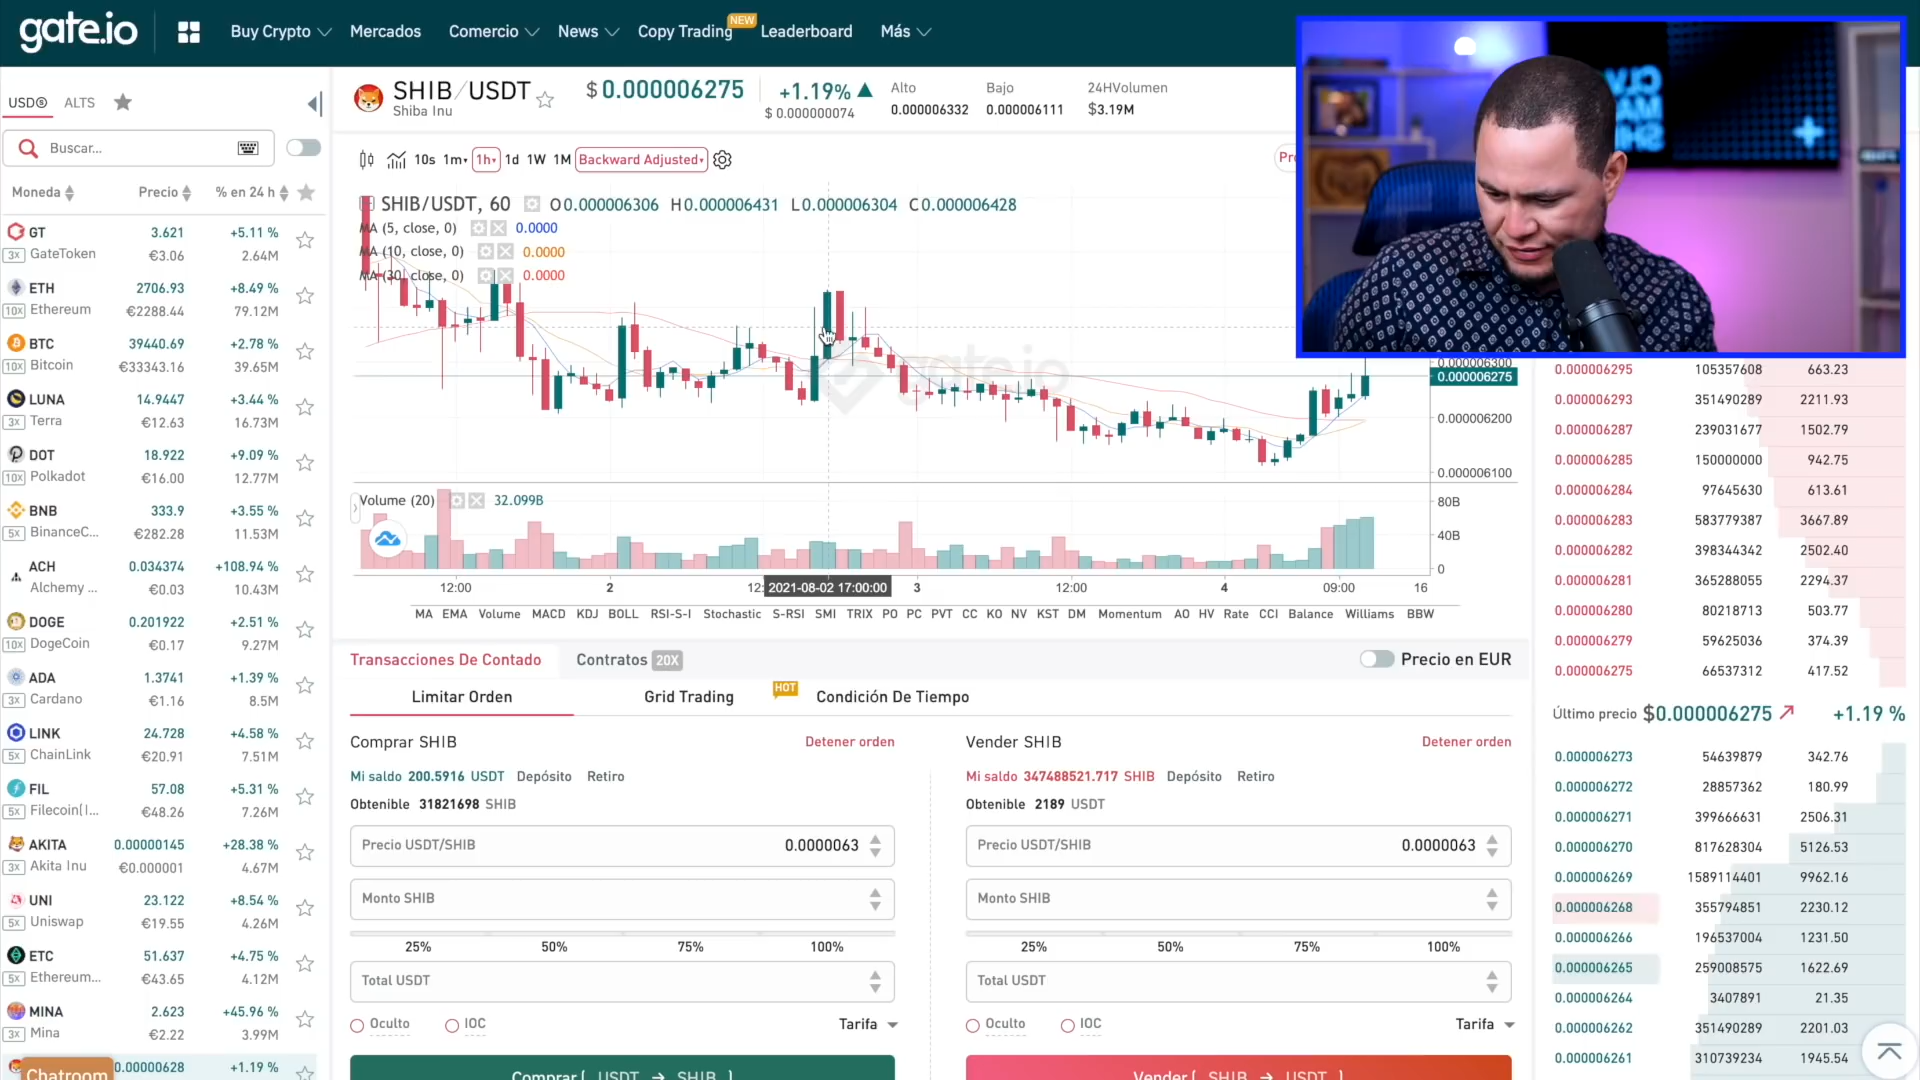 gate.io
Buy Crypto Mercados Comercio News Copy Trading NEW Leaderboard Más
USDⓈ ALTS
Buscar...
Moneda Precio % en 24 h
GT 3.621 +5.11 %
3X GateToken €3.06 2.64M
ETH 2706.93 +8.49 %
10X Ethereum €2288.44 79.12M
BTC 39440.69 +2.78 %
10X Bitcoin €33343.16 39.65M
LUNA 14.9447 +3.44 %
3X Terra €12.63 16.73M
DOT 18.922 +9.09 %
10X Polkadot €16.00 12.77M
BNB 333.9 +3.55 %
5X BinanceC... €282.28 11.53M
ACH 0.034374 +108.94 %
Alchemy ... €0.03 10.43M
DOGE 0.201922 +2.51 %
10X DogeCoin €0.17 9.27M
ADA 1.3741 +1.39 %
3X Cardano €1.16 8.5M
LINK 24.728 +4.58 %
5X ChainLink €20.91 7.51M
FIL 57.08 +5.31 %
5X Filecoin[I... €48.26 7.26M
AKITA 0.00000145 +28.38 %
3X Akita Inu €0.000001 4.67M
UNI 23.122 +8.54 %
5X Uniswap €19.55 4.26M
ETC 51.637 +4.75 %
5X Ethereum... €43.65 4.12M
MINA 2.623 +45.96 %
3X Mina €2.22 3.99M
0.00000628 +1.19 %
Chatroom
SHIB/USDT $ 0.000006275 +1.19% Alto Bajo 24HVolumen
Shiba Inu $ 0.000000074 0.000006332 0.000006111 $3.19M
10s 1m 1h 1d 1W 1M Backward Adjusted
SHIB/USDT, 60 O0.000006306 H0.000006431 L0.000006304 C0.000006428
MA (5, close, 0) 0.0000
MA (10, close, 0) 0.0000
MA (30, close, 0) 0.0000
gate.io
0.000006300
0.000006275
0.000006200
0.000006100
Volume (20) 32.099B
80B
40B
0
12:00 2 12: 2021-08-02 17:00:00 3 12:00 4 09:00 16
MA EMA Volume MACD KDJ BOLL RSI-S-I Stochastic S-RSI SMI TRIX PO PC PVT CC KO NV KST DM Momentum AO HV Rate CCI Balance Williams BBW
Transacciones De Contado Contratos 20X Precio en EUR
Limitar Orden Grid Trading HOT Condición De Tiempo
Comprar SHIB Detener orden
Mi saldo 200.5916 USDT Depósito Retiro
Obtenible 31821698 SHIB
Precio USDT/SHIB 0.0000063
Monto SHIB
25% 50% 75% 100%
Total USDT
Oculto IOC Tarifa
Comprar [ USDT → SHIB ]
Vender SHIB Detener orden
Mi saldo 347488521.717 SHIB Depósito Retiro
Obtenible 2189 USDT
Precio USDT/SHIB 0.0000063
Monto SHIB
25% 50% 75% 100%
Total USDT
Oculto IOC Tarifa
Vender [ SHIB → USDT ]
0.000006295 105357608 663.23
0.000006293 351490289 2211.93
0.000006287 239031677 1502.79
0.000006285 150000000 942.75
0.000006284 97645630 613.61
0.000006283 583779387 3667.89
0.000006282 398344342 2502.40
0.000006281 365288055 2294.37
0.000006280 80218713 503.77
0.000006279 59625036 374.39
0.000006275 66537312 417.52
Último precio $0.000006275 +1.19 %
0.000006273 54639879 342.76
0.000006272 28857362 180.99
0.000006271 399666631 2506.31
0.000006270 817628304 5126.53
0.000006269 1589114401 9962.16
0.000006268 355794851 2230.12
0.000006266 196537004 1231.50
0.000006265 259008575 1622.69
0.000006264 3407891 21.35
0.000006262 351490289 2201.03
0.000006261 310739234 1945.54